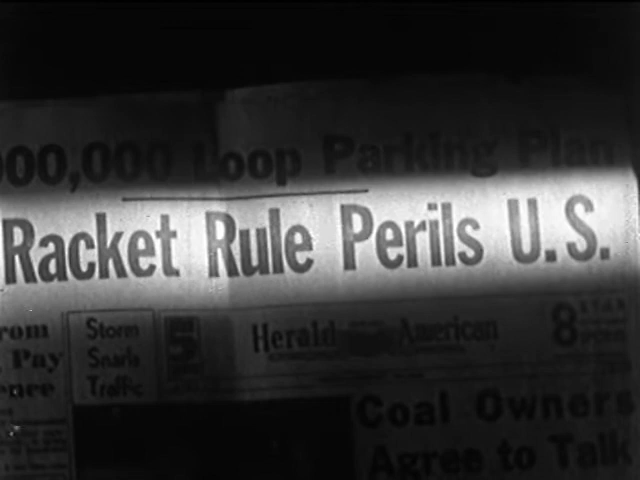 000,000 Loop Parking Plan
Racket Rule Perils U.S.
rom
Pay
ence
Storm
Snarls
Traffic
Herald American
8 STAR
Coal Owners
Agree to Talk